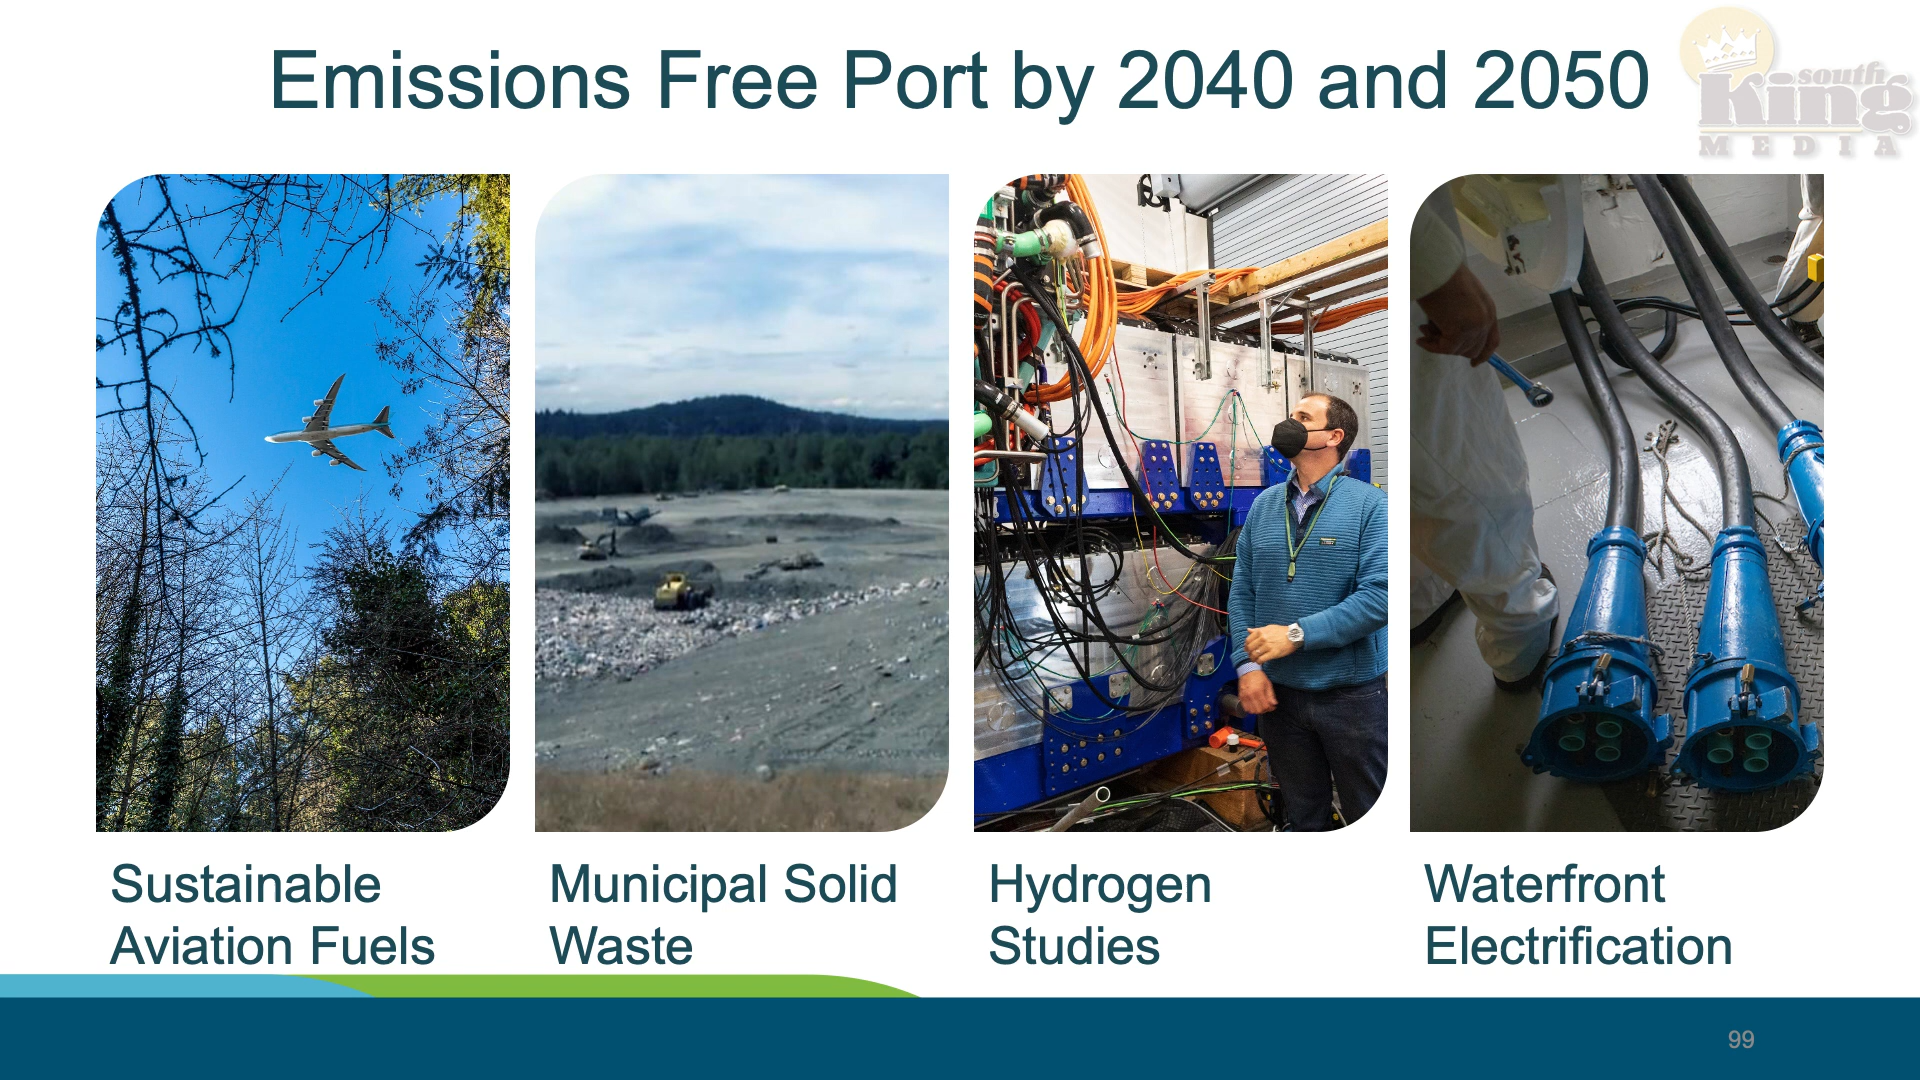 Emissions Free Port by 2040 and 2050
south
King
MEDIA
Sustainable
Aviation Fuels
Municipal Solid
Waste
Hydrogen
Studies
Waterfront
Electrification
99